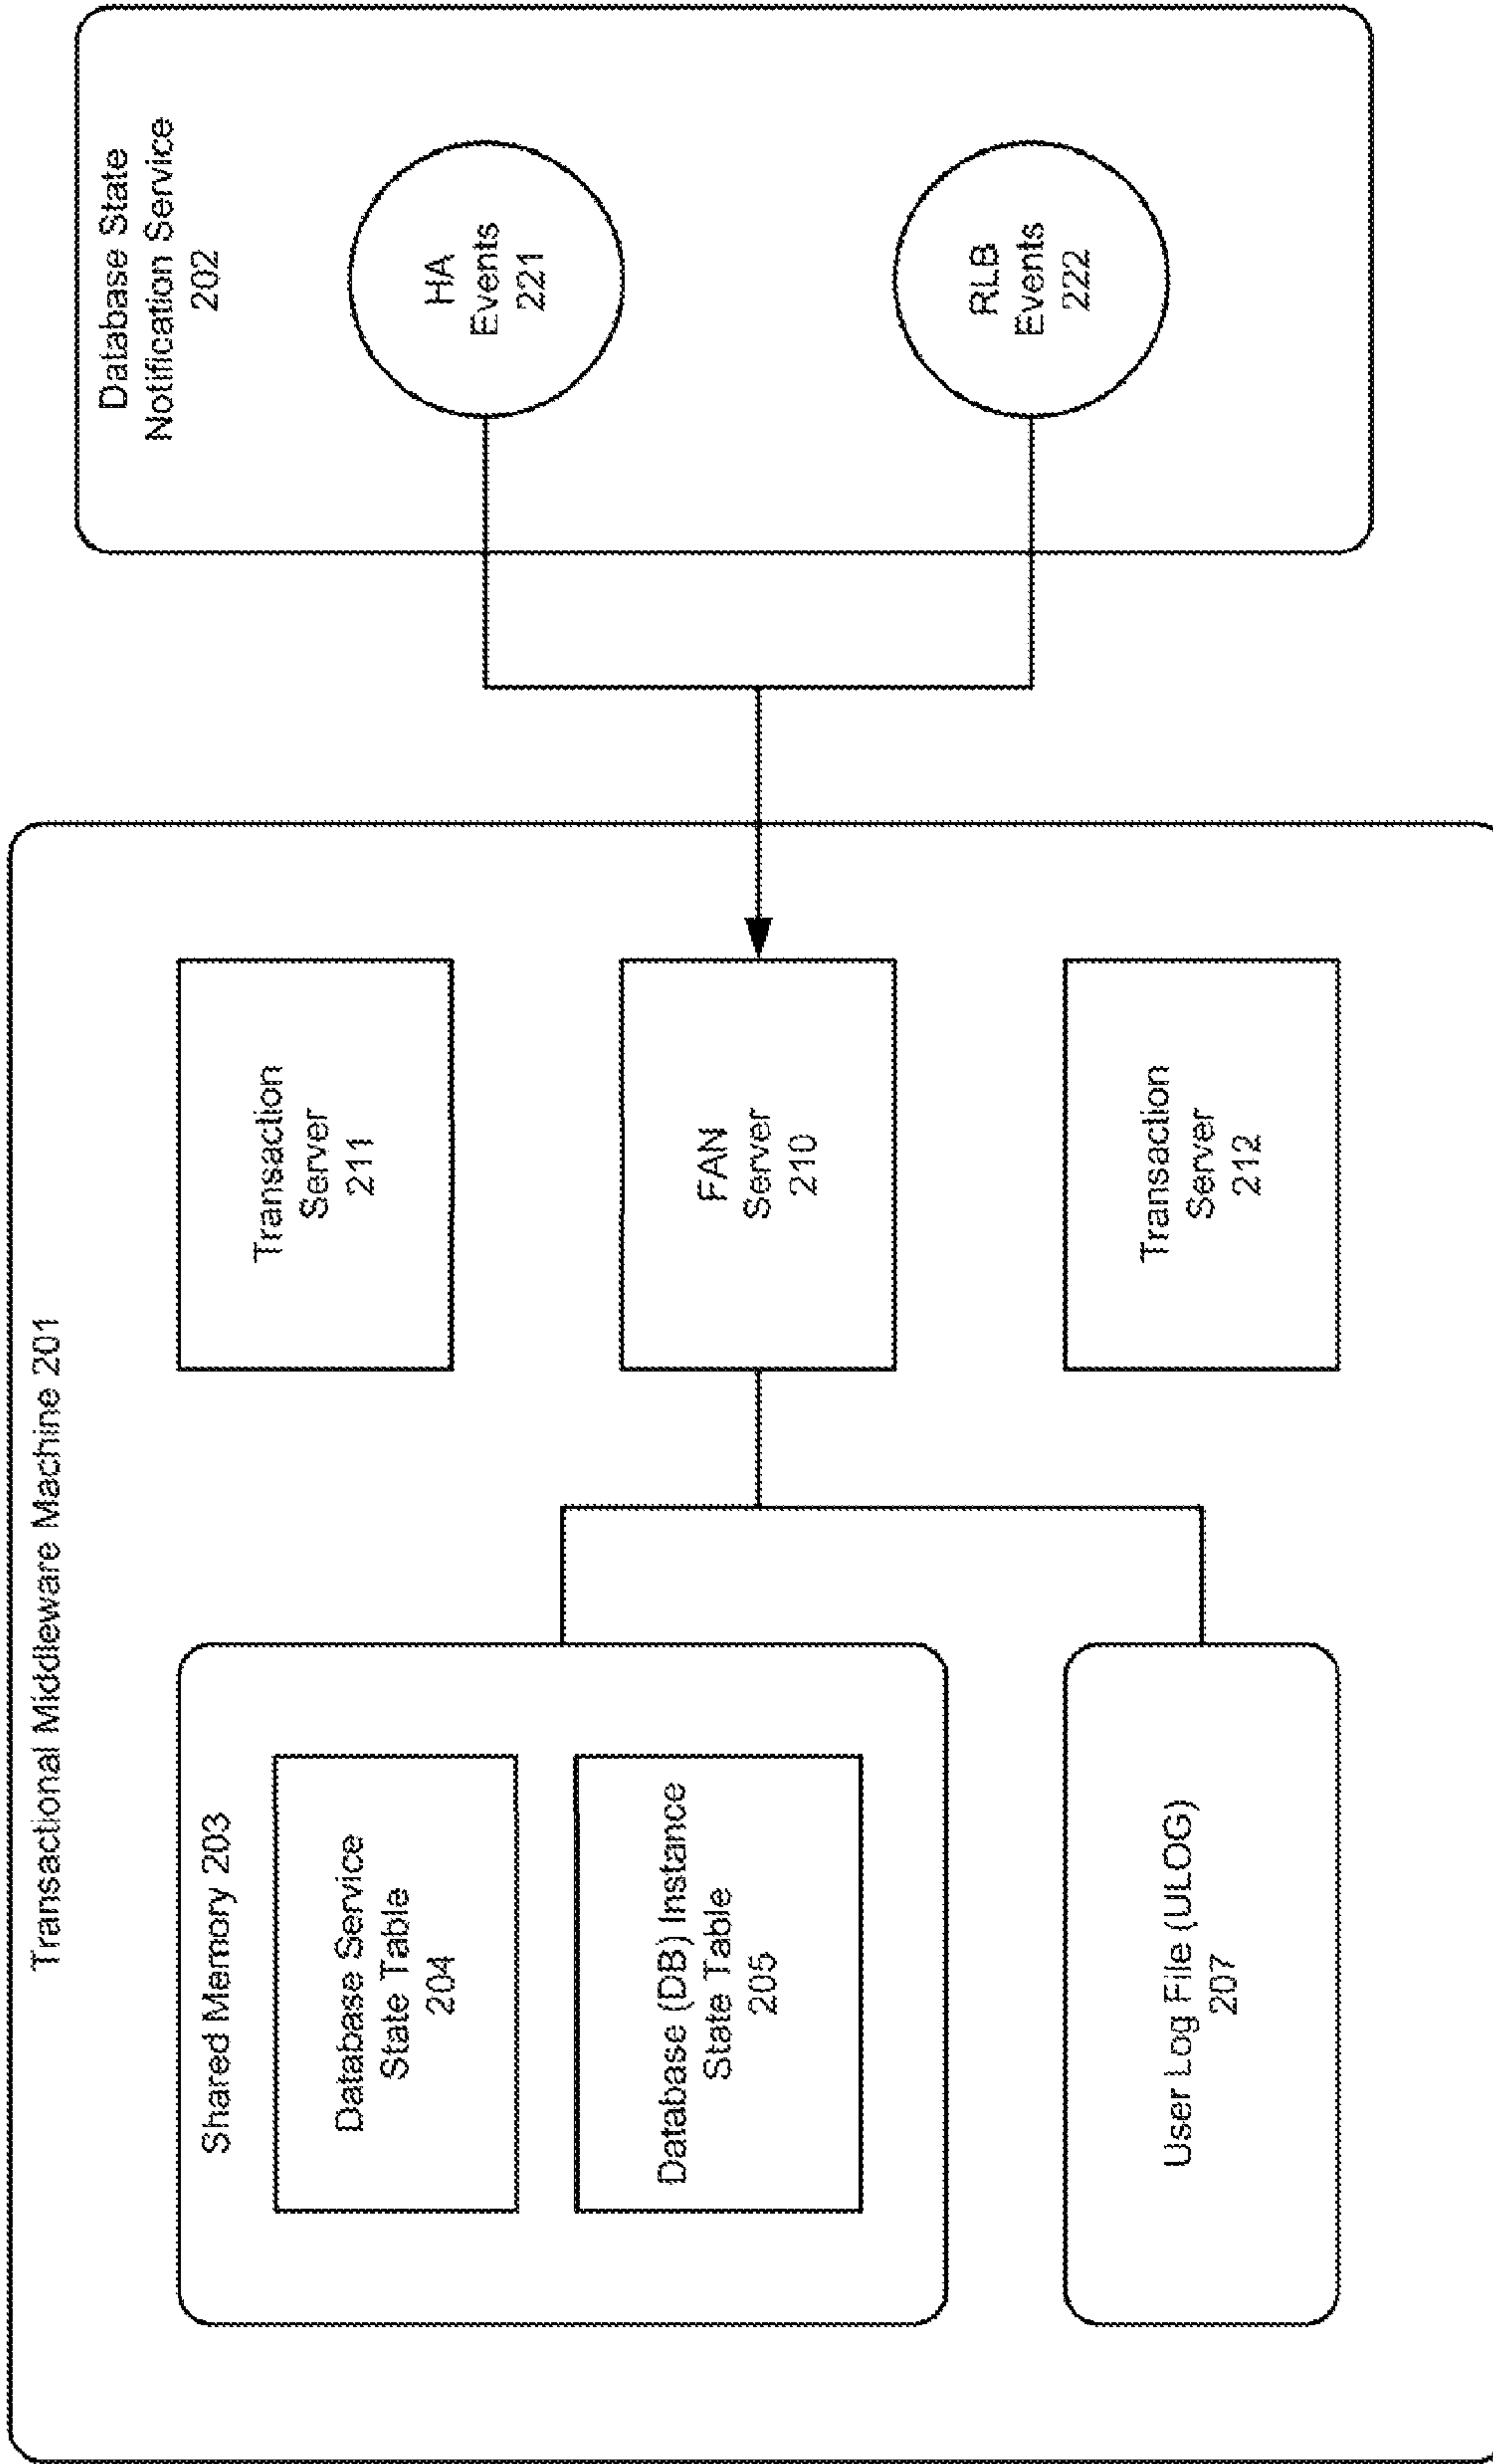 Transactional Middleware Machine 201
Shared Memory 203
Database Service
State Table
204
Database (DB) Instance
State Table
205
User Log File (ULOG)
207
Transaction
Server
211
FAN
Server
210
Transaction
Server
212
Database State
Notification Service
202
HA
Events
221
RLB
Events
222